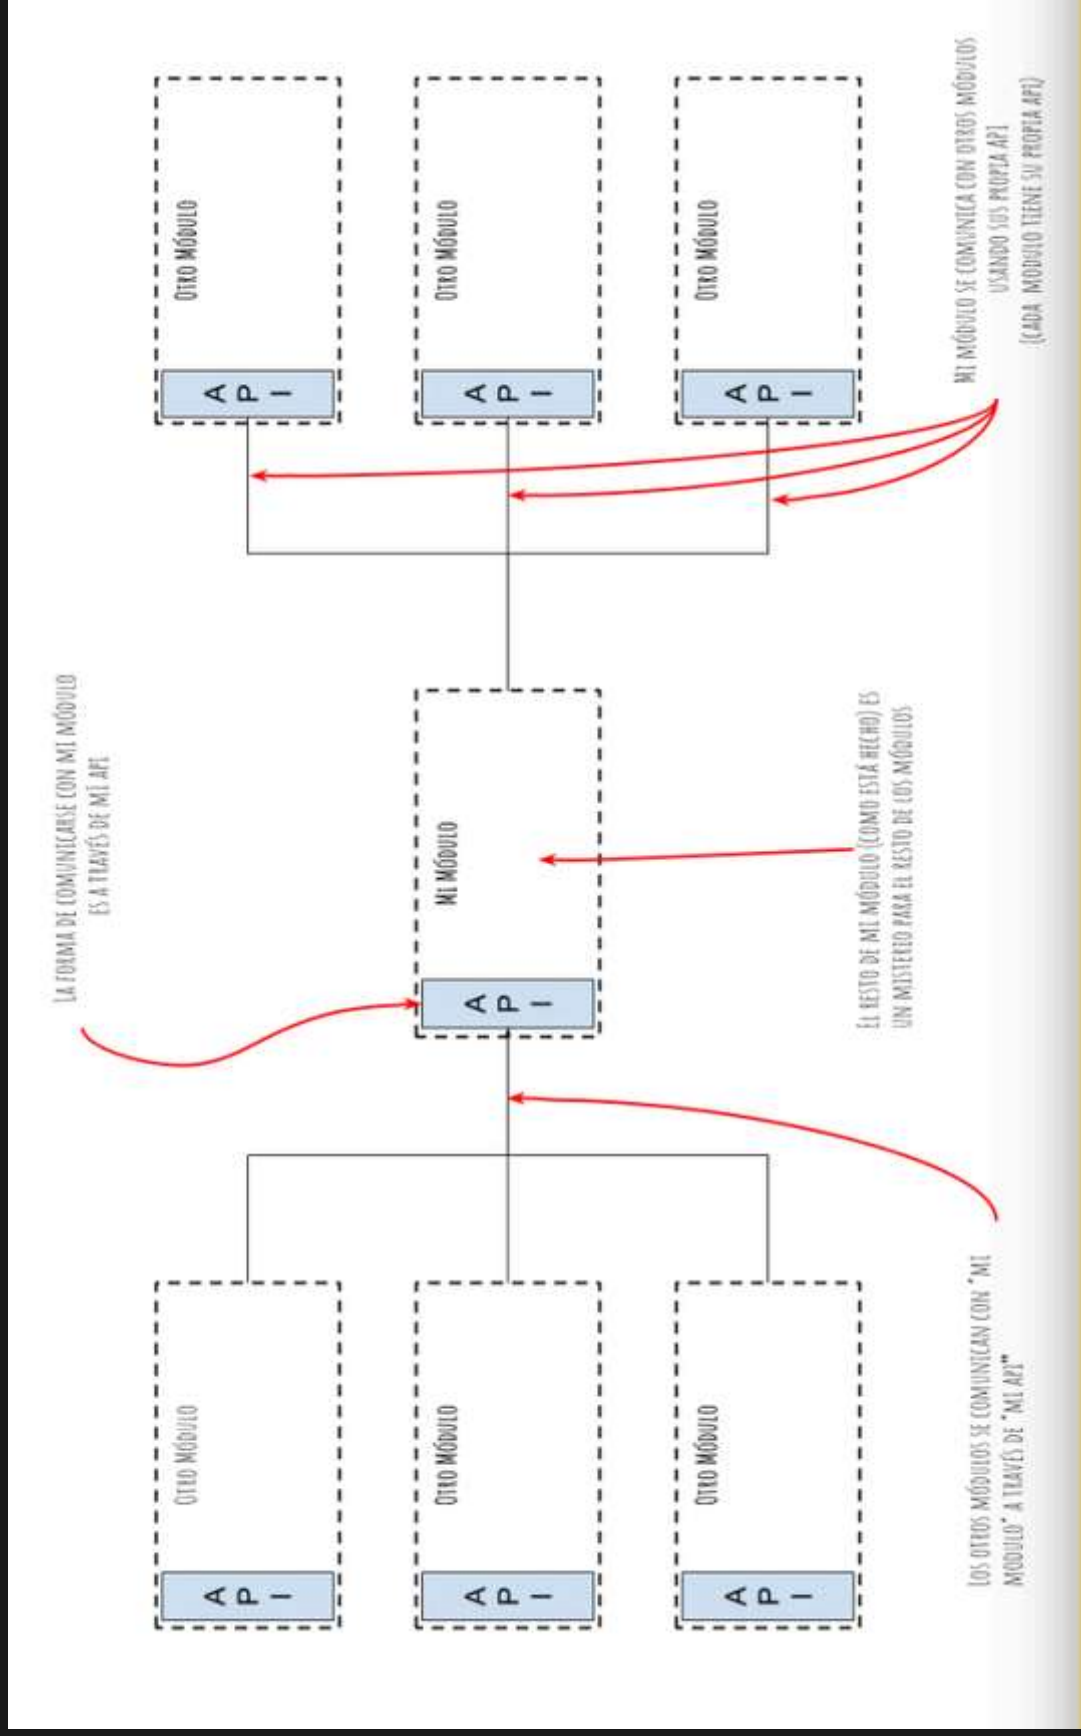 LA FORMA DE COMUNICARSE CON MI MÓDULO
ES A TRAVÉS DE MI API
OTRO MÓDULO
A
P
I
OTRO MÓDULO
A
P
I
MI MÓDULO
A
P
I
OTRO MÓDULO
A
P
I
OTRO MÓDULO
A
P
I
OTRO MÓDULO
A
P
I
OTRO MÓDULO
A
P
I
LOS OTROS MÓDULOS SE COMUNICAN CON "MI
MODULO" A TRAVÉS DE "MI API"
EL RESTO DE MI MÓDULO (COMO ESTÁ HECHO) ES
UN MISTERIO PARA EL RESTO DE LOS MÓDULOS
MI MÓDULO SE COMUNICA CON OTROS MÓDULOS
USANDO SUS PROPIA API
(CADA MODULO TIENE SU PROPIA API)